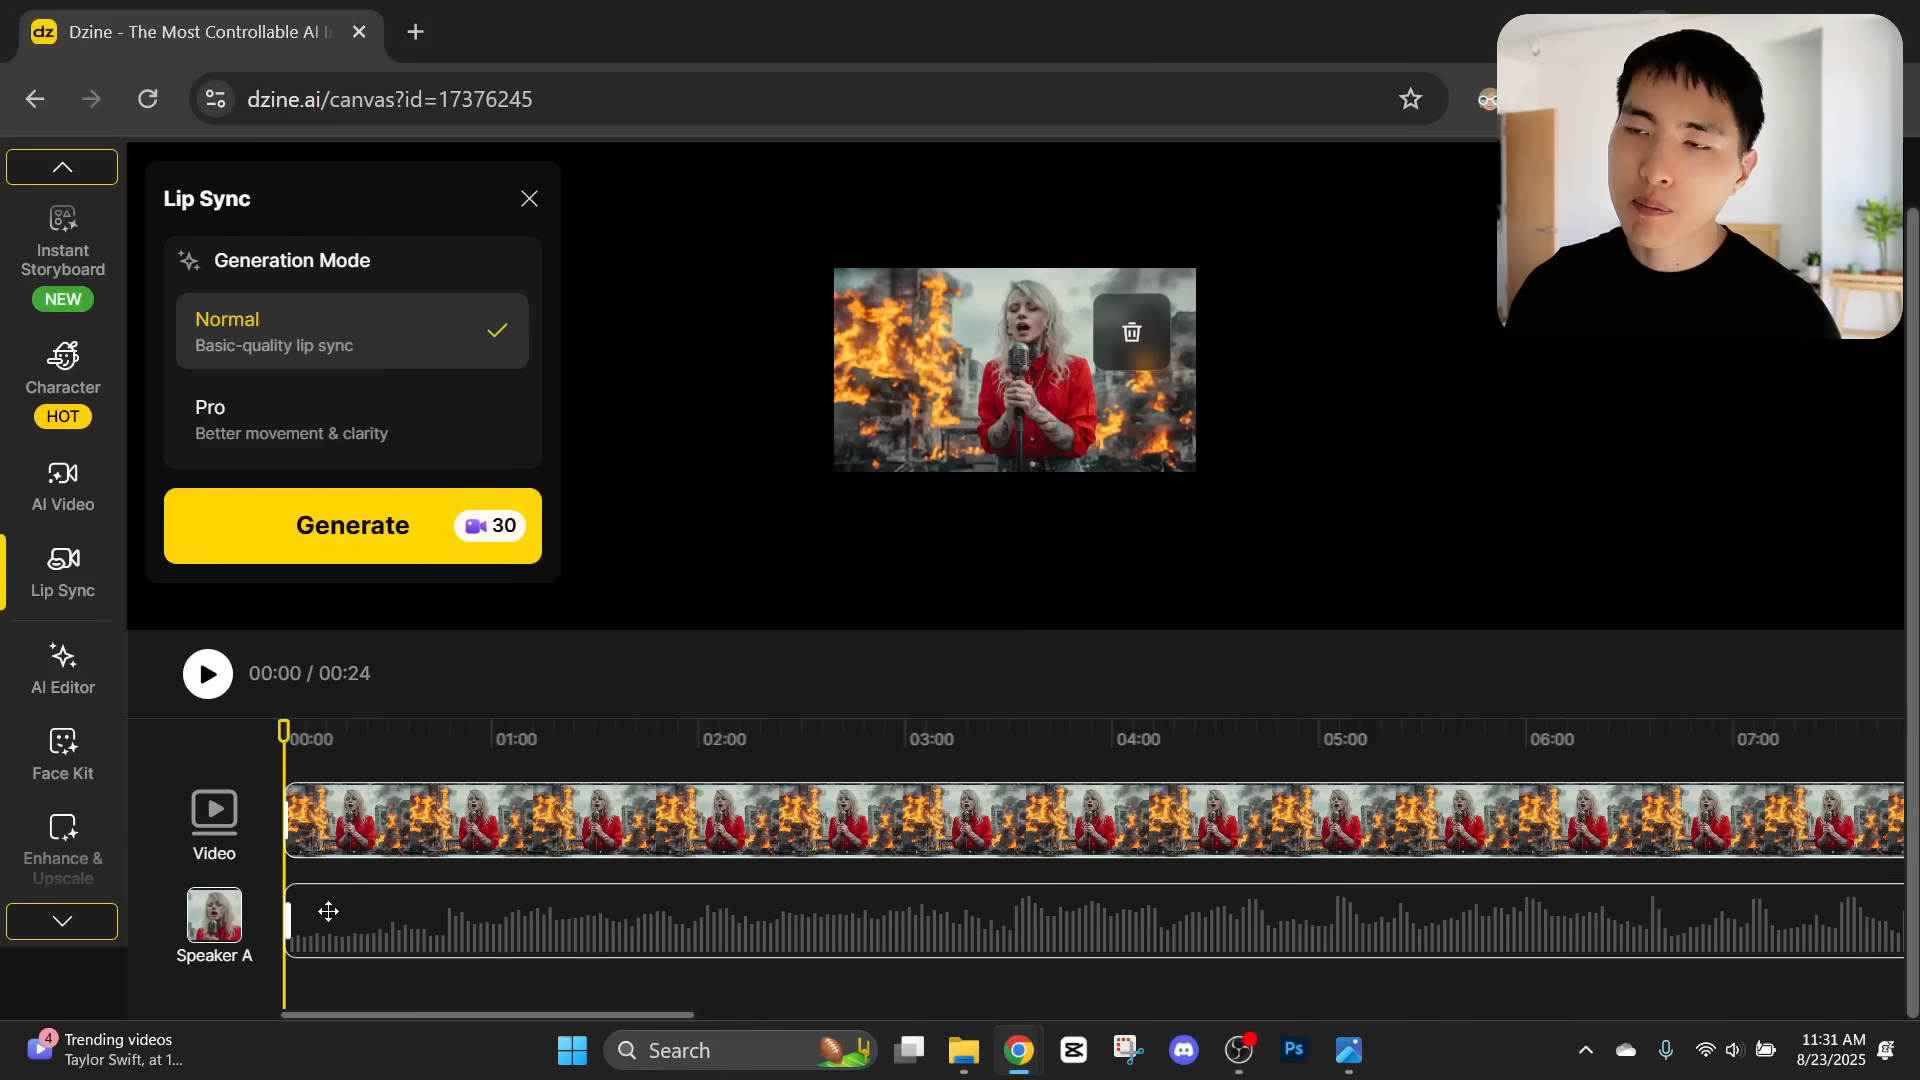 dz
Dzine - The Most Controllable AI I
dzine.ai/canvas?id=17376245
Instant
Storyboard
NEW
Character
HOT
AI Video
Lip Sync
AI Editor
Face Kit
Enhance &
Upscale
Lip Sync
Generation Mode
Normal
Basic-quality lip sync
Pro
Better movement & clarity
Generate
30
00:00 / 00:24
00:00
01:00
02:00
03:00
04:00
05:00
06:00
07:00
Video
Speaker A
4
Trending videos
Taylor Swift, at 1...
Search
Ps
11:31 AM
8/23/2025